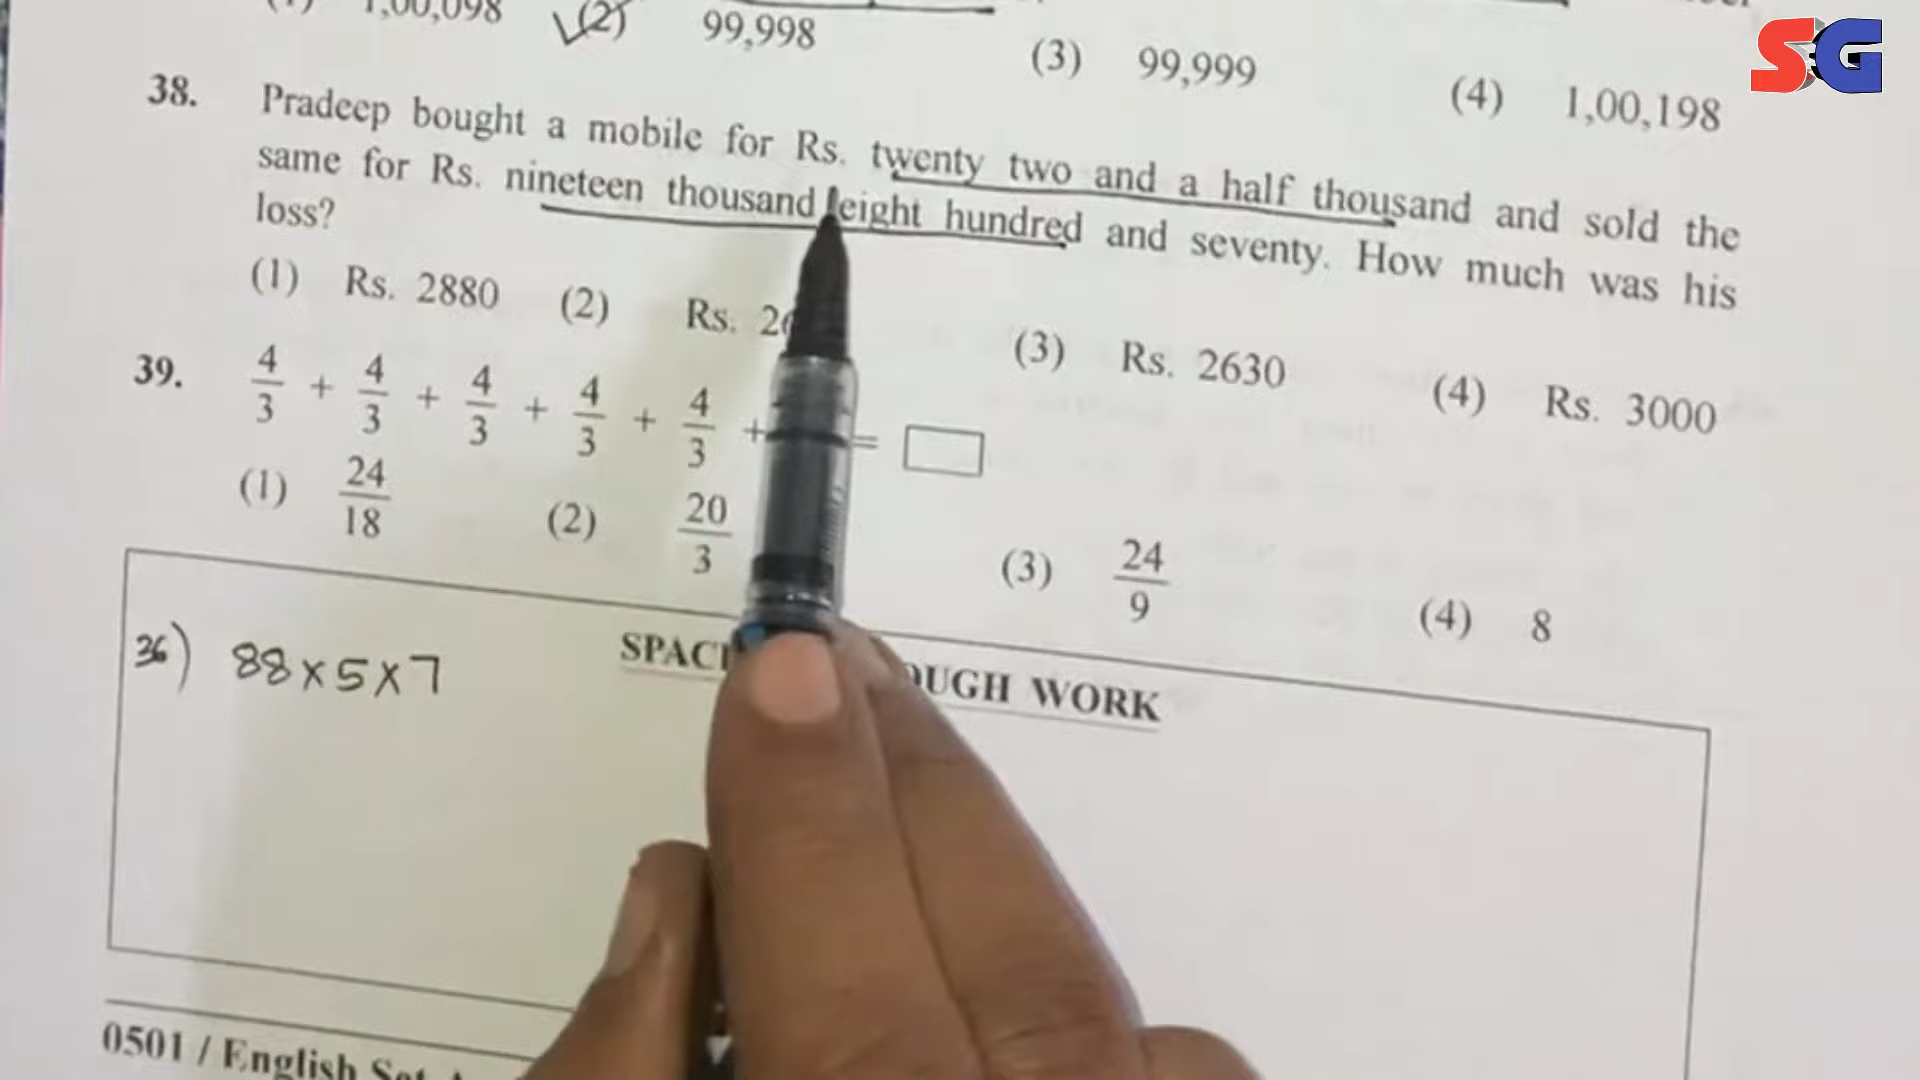 1,00,098 (2) 99,998 (3) 99,999 (4) 1,00,198
SG
38. Pradeep bought a mobile for Rs. twenty two and a half thousand and sold the
same for Rs. nineteen thousand eight hundred and seventy. How much was his
loss?
(1) Rs. 2880 (2) Rs. (3) Rs. 2630 (4) Rs. 3000
39. 4/3 + 4/3 + 4/3 + 4/3 + 4/3 + = □
(1) 24/18 (2) 20/3 (3) 24/9 (4) 8
SPACE OUGH WORK
36) 88×5×7
0501 / English Set